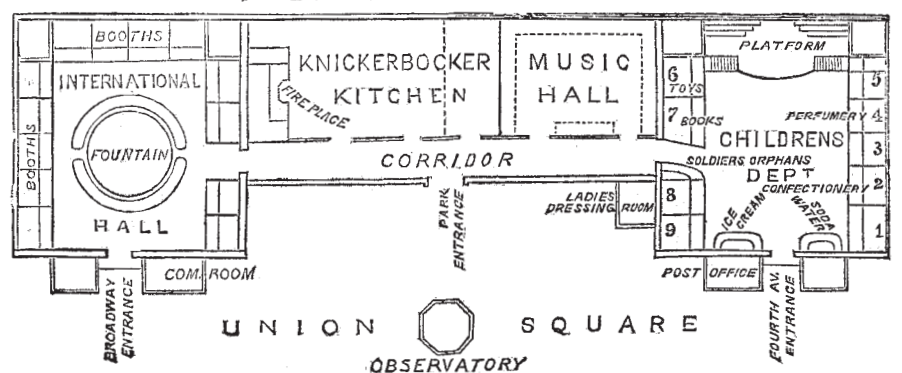 BOOTHS
INTERNATIONAL
BOOTHS
FOUNTAIN
HALL
COM. ROOM
BROADWAY
ENTRANCE
KNICKERBOCKER
KITCHEN
FIRE PLACE
MUSIC
HALL
CORRIDOR
PARK
ENTRANCE
LADIES
DRESSING ROOM
PLATFORM
6
TOYS
7 BOOKS
5
PERFUMERY 4
CHILDRENS
3
SOLDIERS ORPHANS
DEPT
CONFECTIONERY 2
8
9
ICE
CREAM
SODA
WATER
1
POST OFFICE
FOURTH AV.
ENTRANCE
UNION SQUARE
OBSERVATORY